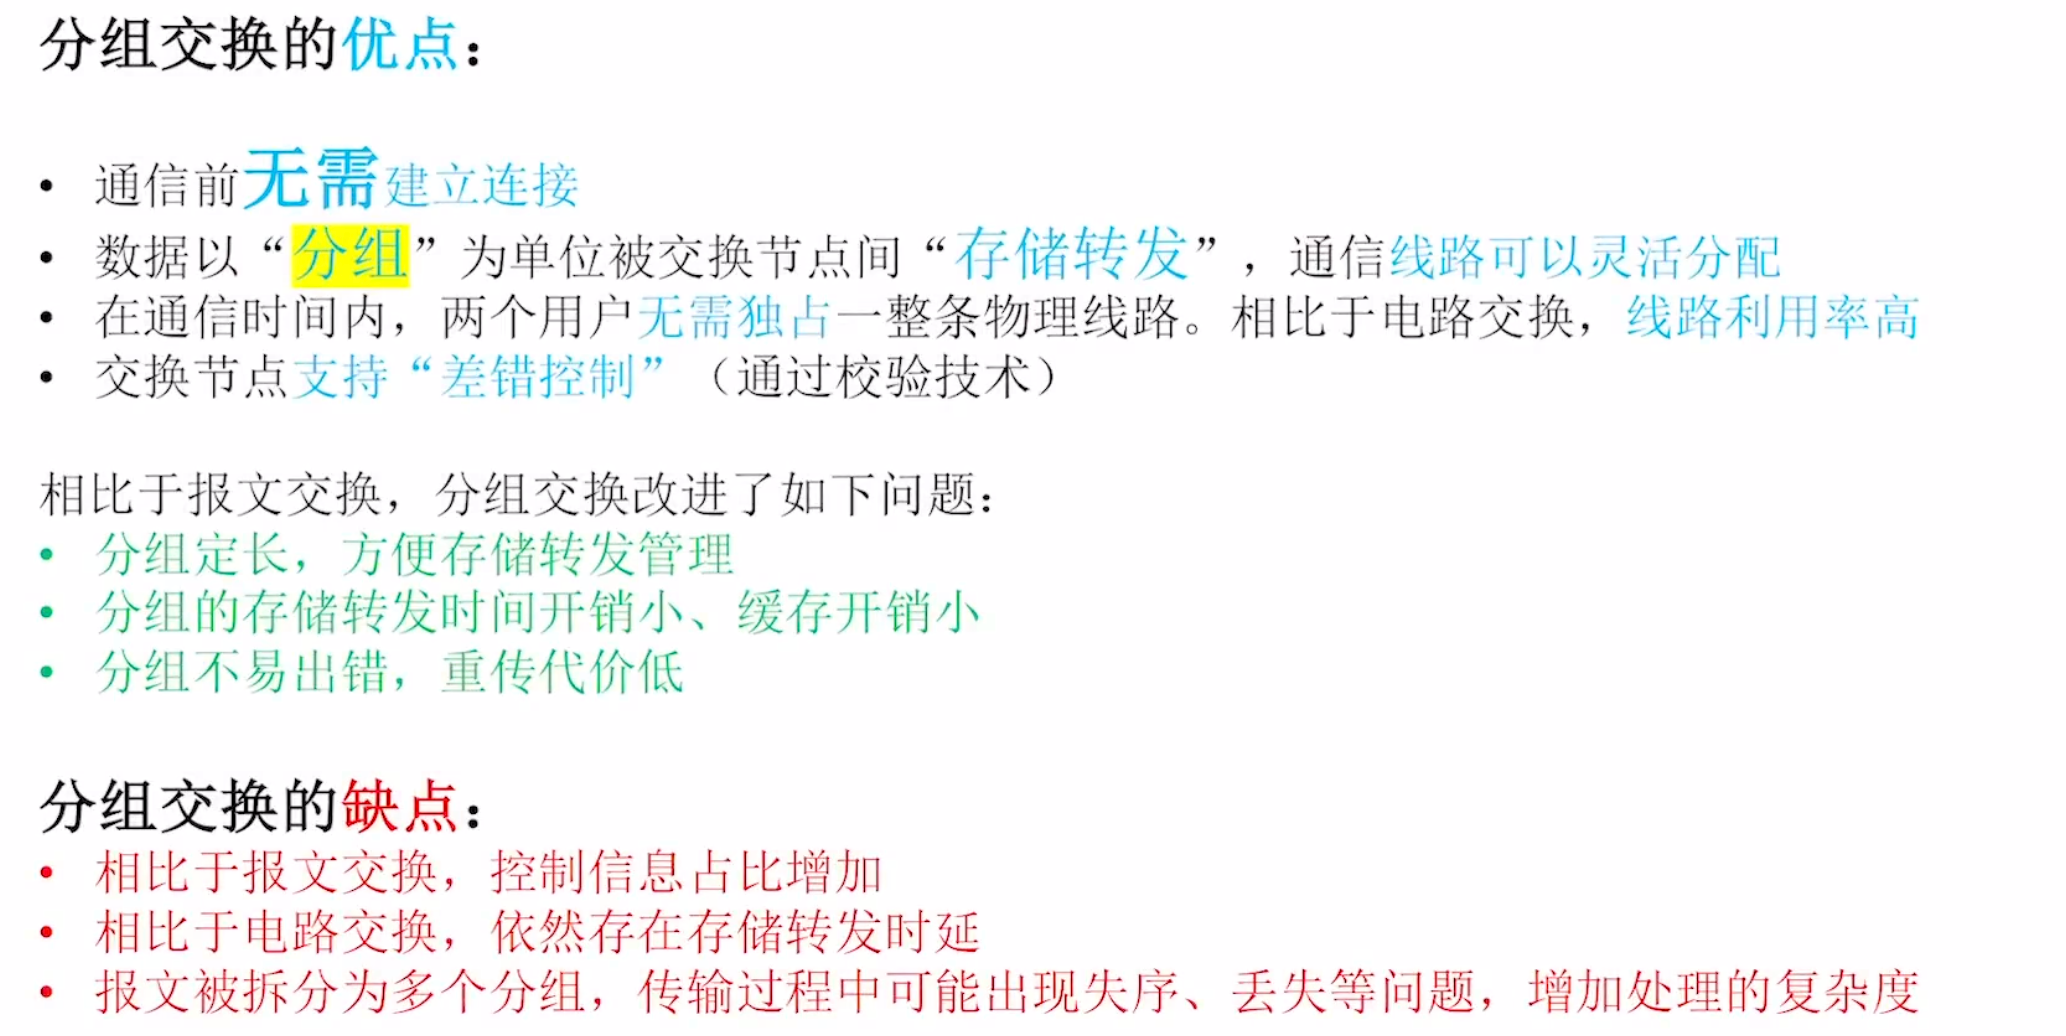 分组交换的优点：
• 通信前无需建立连接
• 数据以“分组”为单位被交换节点间“存储转发”，通信线路可以灵活分配
• 在通信时间内，两个用户无需独占一整条物理线路。相比于电路交换，线路利用率高
• 交换节点支持“差错控制”（通过校验技术）
相比于报文交换，分组交换改进了如下问题：
• 分组定长，方便存储转发管理
• 分组的存储转发时间开销小、缓存开销小
• 分组不易出错，重传代价低
分组交换的缺点：
• 相比于报文交换，控制信息占比增加
• 相比于电路交换，依然存在存储转发时延
• 报文被拆分为多个分组，传输过程中可能出现失序、丢失等问题，增加处理的复杂度